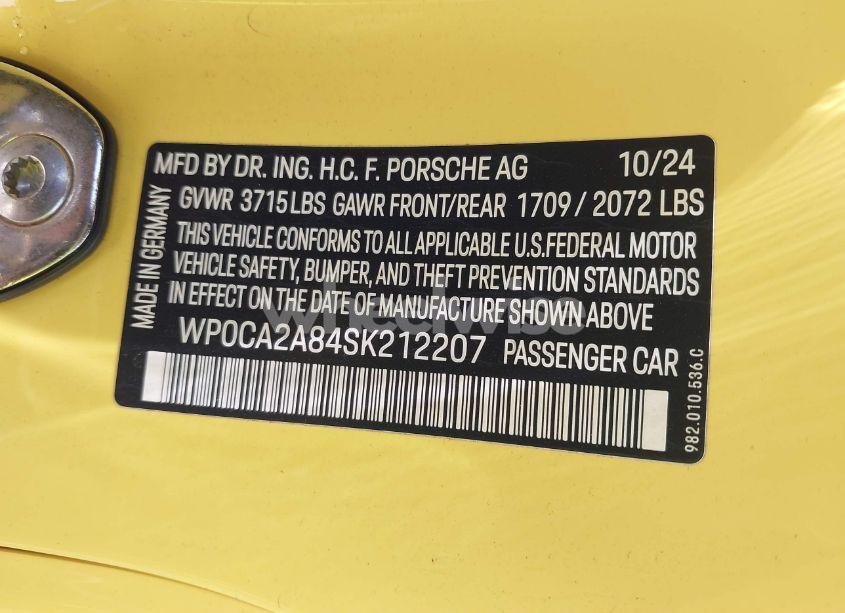 MFD BY DR. ING. H.C. F. PORSCHE AG 10/24
GVWR 3715 LBS GAWR FRONT/REAR 1709 / 2072 LBS
THIS VEHICLE CONFORMS TO ALL APPLICABLE U.S.FEDERAL MOTOR
VEHICLE SAFETY, BUMPER, AND THEFT PREVENTION STANDARDS
IN EFFECT ON THE DATE OF MANUFACTURE SHOWN ABOVE
WP0CA2A84SK212207 PASSENGER CAR
MADE IN GERMANY
982.010.536.C
wheelwise